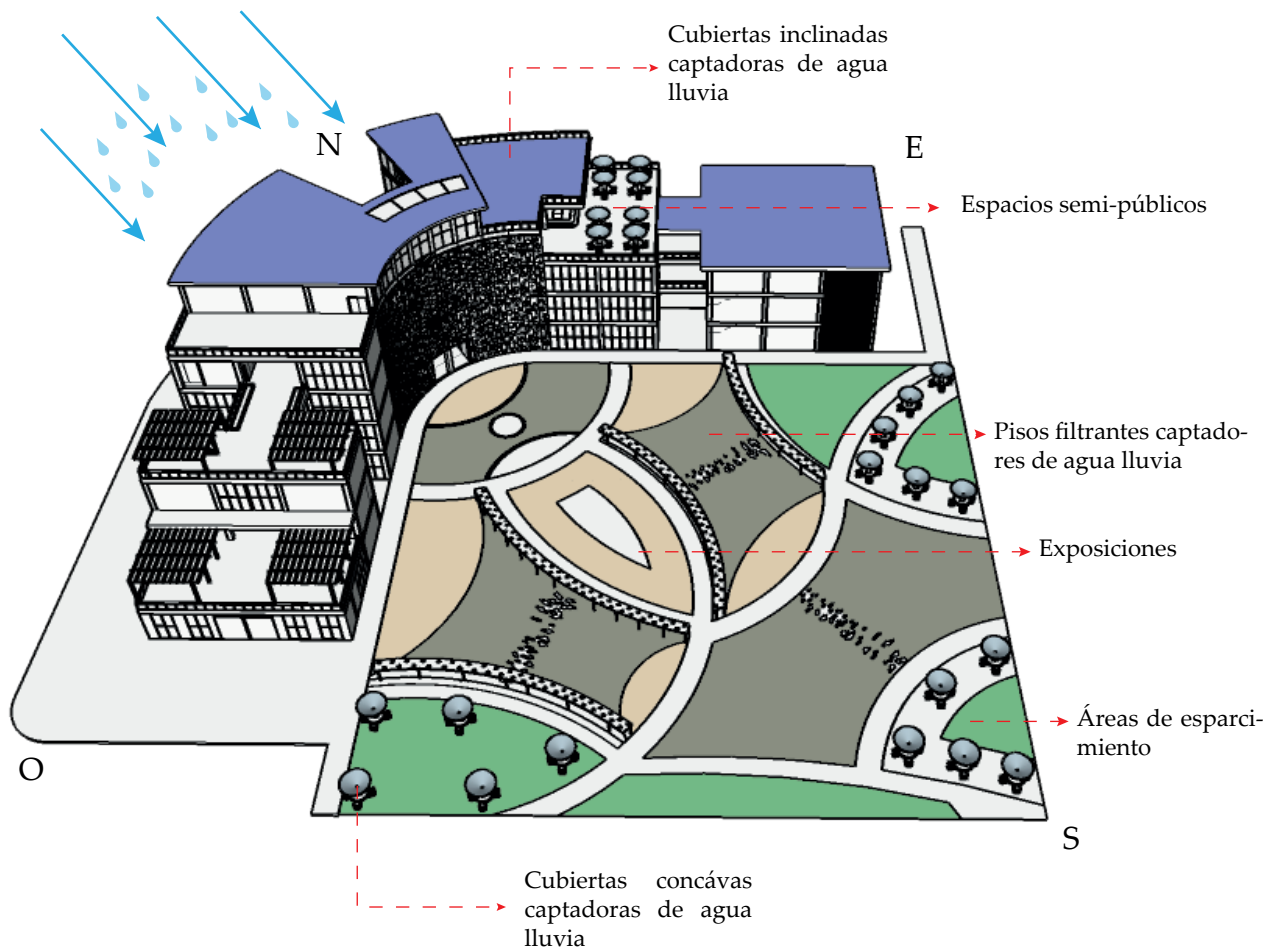 Cubiertas inclinadas
captadoras de agua
lluvia
N
E
Espacios semi-públicos
Pisos filtrantes captado-
res de agua lluvia
Exposiciones
Áreas de esparci-
miento
O
S
Cubiertas concávas
captadoras de agua
lluvia